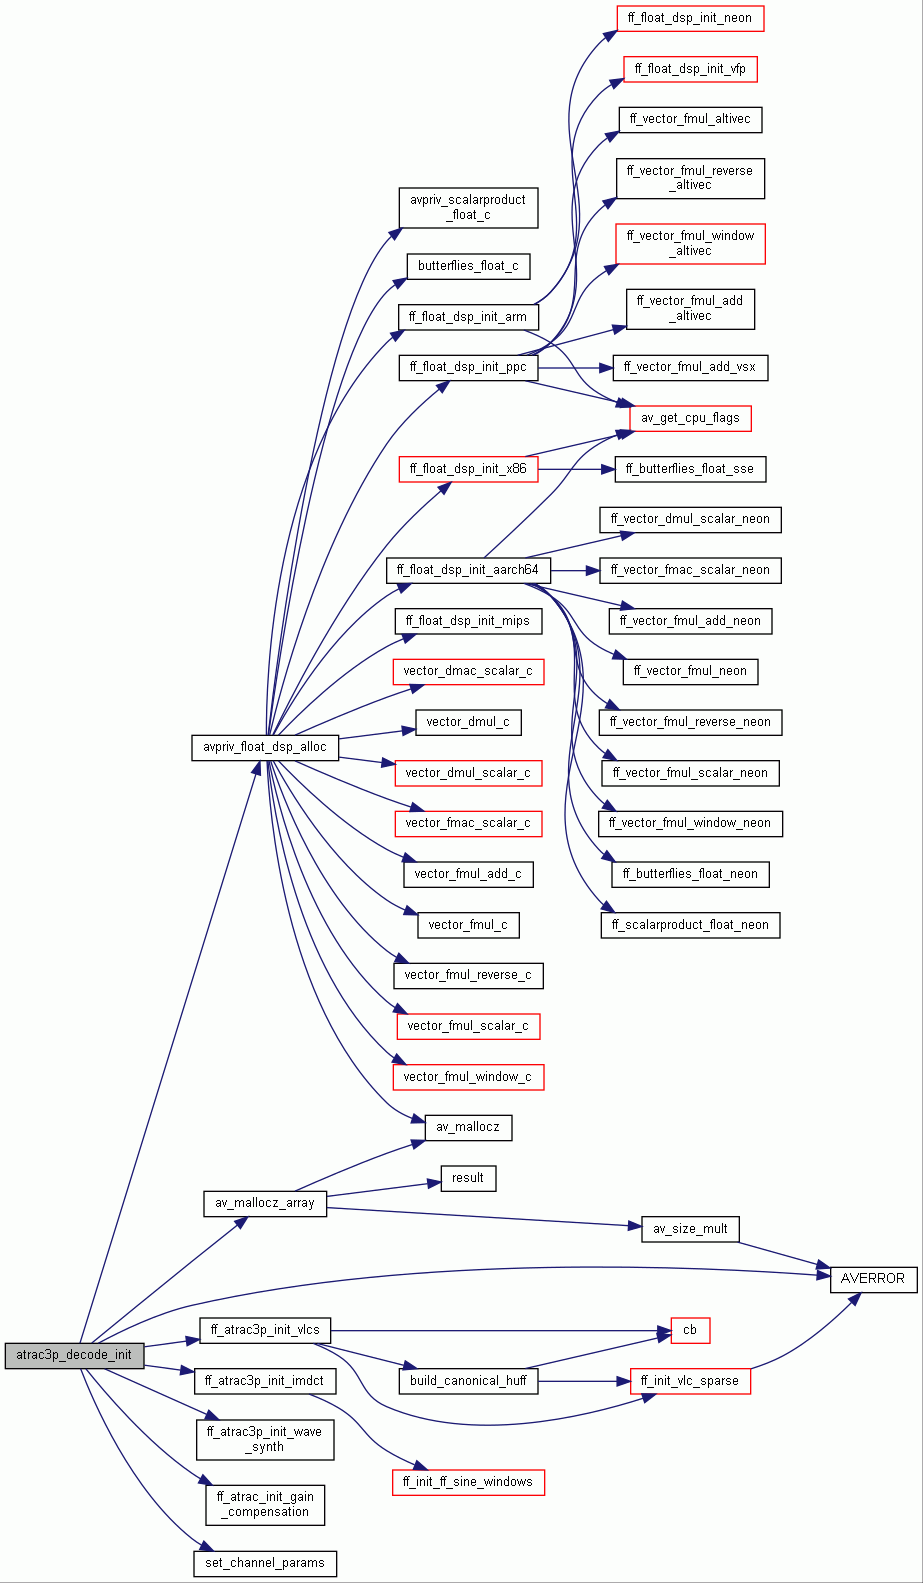 ff_float_dsp_init_neon
ff_float_dsp_init_vfp
ff_vector_fmul_altivec
ff_vector_fmul_reverse
_altivec
avpriv_scalarproduct
_float_c
ff_vector_fmul_window
_altivec
butterflies_float_c
ff_vector_fmul_add
_altivec
ff_float_dsp_init_arm
ff_float_dsp_init_ppc
ff_vector_fmul_add_vsx
av_get_cpu_flags
ff_float_dsp_init_x86
ff_butterflies_float_sse
ff_vector_dmul_scalar_neon
ff_float_dsp_init_aarch64
ff_vector_fmac_scalar_neon
ff_float_dsp_init_mips
ff_vector_fmul_add_neon
vector_dmac_scalar_c
ff_vector_fmul_neon
vector_dmul_c
ff_vector_fmul_reverse_neon
avpriv_float_dsp_alloc
vector_dmul_scalar_c
ff_vector_fmul_scalar_neon
vector_fmac_scalar_c
ff_vector_fmul_window_neon
vector_fmul_add_c
ff_butterflies_float_neon
vector_fmul_c
ff_scalarproduct_float_neon
vector_fmul_reverse_c
vector_fmul_scalar_c
vector_fmul_window_c
av_mallocz
result
av_mallocz_array
av_size_mult
AVERROR
ff_atrac3p_init_vlcs
cb
atrac3p_decode_init
ff_atrac3p_init_imdct
build_canonical_huff
ff_init_vlc_sparse
ff_atrac3p_init_wave
_synth
ff_init_ff_sine_windows
ff_atrac_init_gain
_compensation
set_channel_params